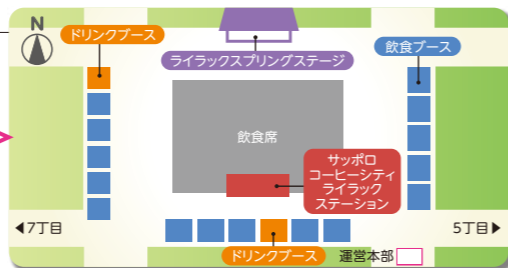 N
ドリンクブース
ライラックスプリングステージ
飲食ブース
飲食席
サッポロ
コーヒーシティ
ライラック
ステーション
◀7丁目
5丁目▶
ドリンクブース
運営本部